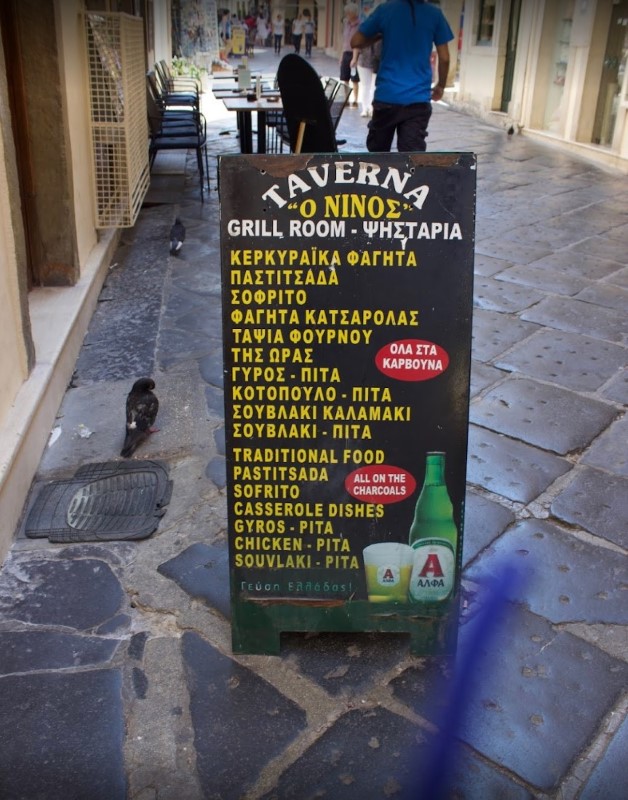 TAVERNA
"Ο ΝΙΝΟΣ"
GRILL ROOM - ΨΗΣΤΑΡΙΑ
ΚΕΡΚΥΡΑΪΚΑ ΦΑΓΗΤΑ
ΠΑΣΤΙΤΣΑΔΑ
ΣΟΦΡΙΤΟ
ΦΑΓΗΤΑ ΚΑΤΣΑΡΟΛΑΣ
ΤΑΨΙΑ ΦΟΥΡΝΟΥ
ΤΗΣ ΩΡΑΣ
ΟΛΑ ΣΤΑ
ΚΑΡΒΟΥΝΑ
ΓΥΡΟΣ - ΠΙΤΑ
ΚΟΤΟΠΟΥΛΟ - ΠΙΤΑ
ΣΟΥΒΛΑΚΙ ΚΑΛΑΜΑΚΙ
ΣΟΥΒΛΑΚΙ - ΠΙΤΑ
TRADITIONAL FOOD
PASTITSADA
SOFRITO
ALL ON THE
CHARCOALS
CASSEROLE DISHES
GYROS - PITA
CHICKEN - PITA
SOUVLAKI - PITA
Α
ΑΛΦΑ
Α
ΑΛΦΑ
Γεύση Ελλάδας!